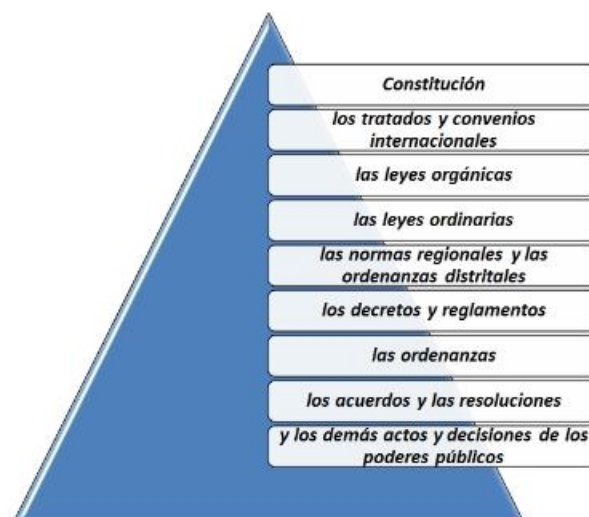 Constitución
los tratados y convenios
internacionales
las leyes orgánicas
las leyes ordinarias
las normas regionales y las
ordenanzas distritales
los decretos y reglamentos
las ordenanzas
los acuerdos y las resoluciones
y los demás actos y decisiones de los
poderes públicos